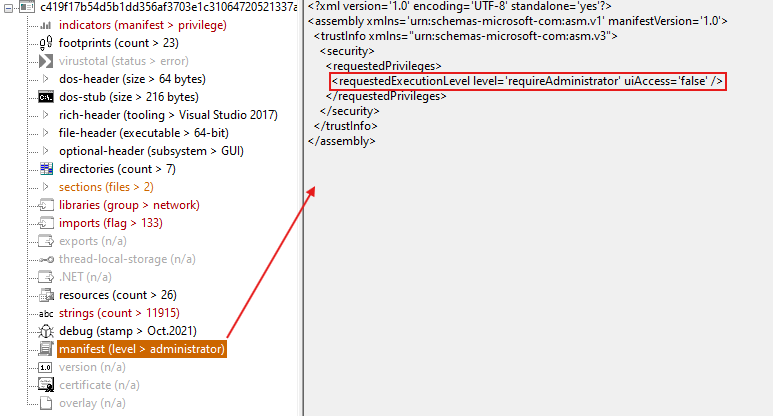 c419f17b54d5b1dd356af3703e1c31064720521337a
indicators (manifest > privilege)
footprints (count > 23)
virustotal (status > error)
dos-header (size > 64 bytes)
dos-stub (size > 216 bytes)
rich-header (tooling > Visual Studio 2017)
file-header (executable > 64-bit)
optional-header (subsystem > GUI)
directories (count > 7)
sections (files > 2)
libraries (group > network)
imports (flag > 133)
exports (n/a)
thread-local-storage (n/a)
.NET (n/a)
resources (count > 26)
abc strings (count > 11915)
debug (stamp > Oct.2021)
manifest (level > administrator)
1.0 version (n/a)
certificate (n/a)
overlay (n/a)
<?xml version='1.0' encoding='UTF-8' standalone='yes'?>
<assembly xmlns='urn:schemas-microsoft-com:asm.v1' manifestVersion='1.0'>
<trustInfo xmlns="urn:schemas-microsoft-com:asm.v3">
<security>
<requestedPrivileges>
<requestedExecutionLevel level='requireAdministrator' uiAccess='false' />
</requestedPrivileges>
</security>
</trustInfo>
</assembly>